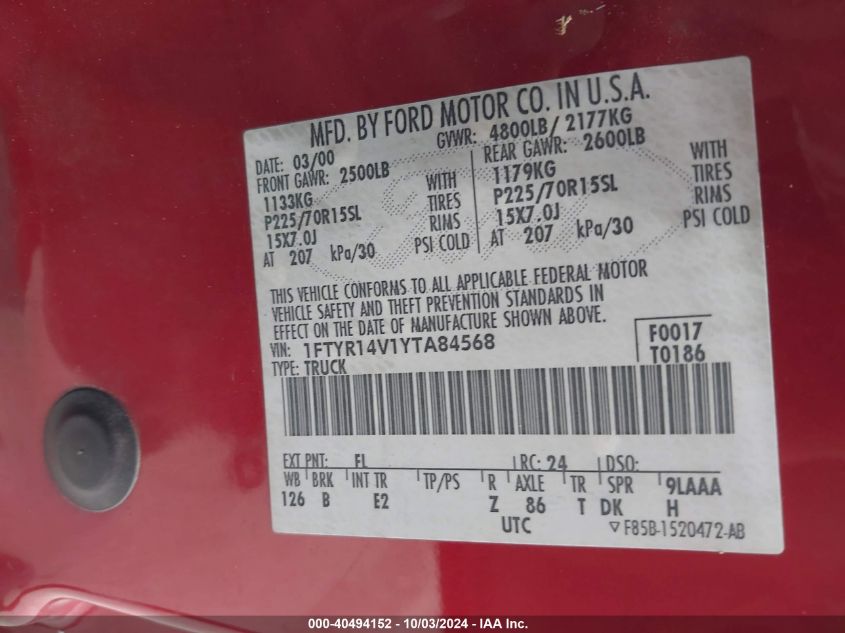 MFD. BY FORD MOTOR CO. IN U.S.A.
DATE: 03/00 GVWR: 4800LB/ 2177KG
FRONT GAWR: 2500LB REAR GAWR: 2600LB
1133KG WITH 1179KG WITH
P225/70R15SL TIRES P225/70R15SL TIRES
15X7.0J RIMS 15X7.0J RIMS
AT 207 kPa/30 PSI COLD AT 207 kPa/30 PSI COLD
THIS VEHICLE CONFORMS TO ALL APPLICABLE FEDERAL MOTOR
VEHICLE SAFETY AND THEFT PREVENTION STANDARDS IN
EFFECT ON THE DATE OF MANUFACTURE SHOWN ABOVE.
VIN: 1FTYR14V1YTA84568 F0017
TYPE: TRUCK T0186
EXT PNT: FL RC: 24 DSO:
WB BRK INT TR TP/PS R AXLE TR SPR 9LAAA
126 B E2 Z 86 T DK H
UTC ▽F85B-1520472-AB
000-40494152 - 10/03/2024 - IAA Inc.